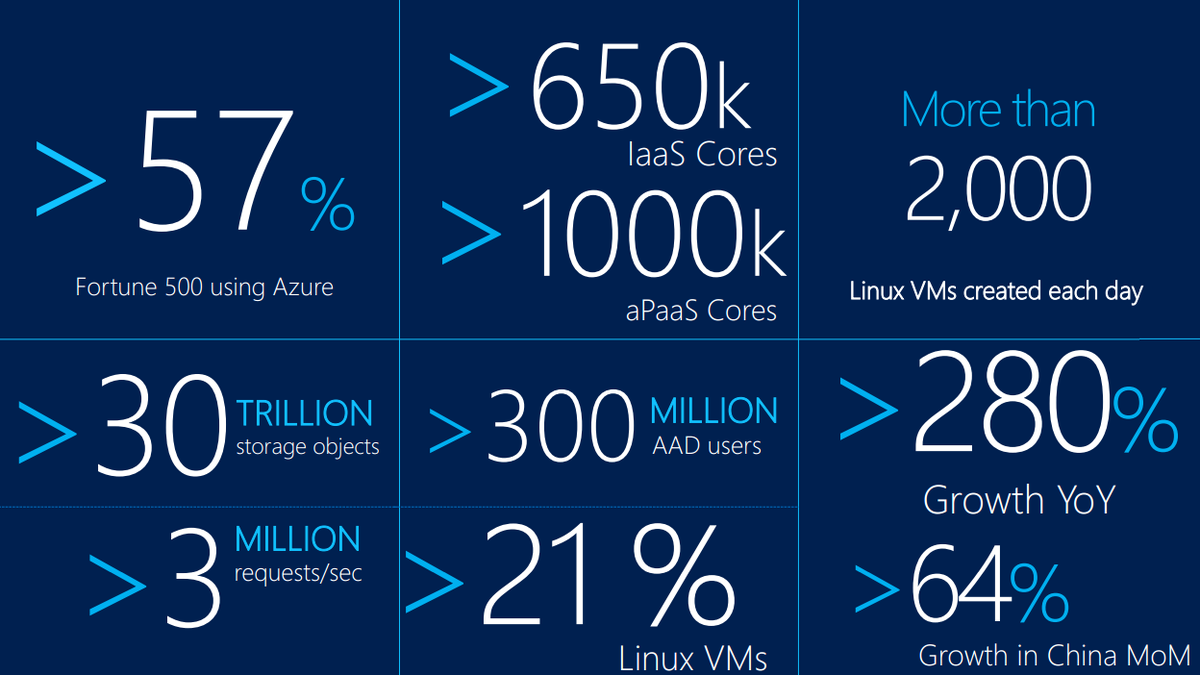 > 57 %
Fortune 500 using Azure
> 650k
IaaS Cores
> 1000k
aPaaS Cores
More than
2,000
Linux VMs created each day
> 30 TRILLION
storage objects
> 3 MILLION
requests/sec
> 300 MILLION
AAD users
> 21 %
Linux VMs
> 280%
Growth YoY
> 64%
Growth in China MoM